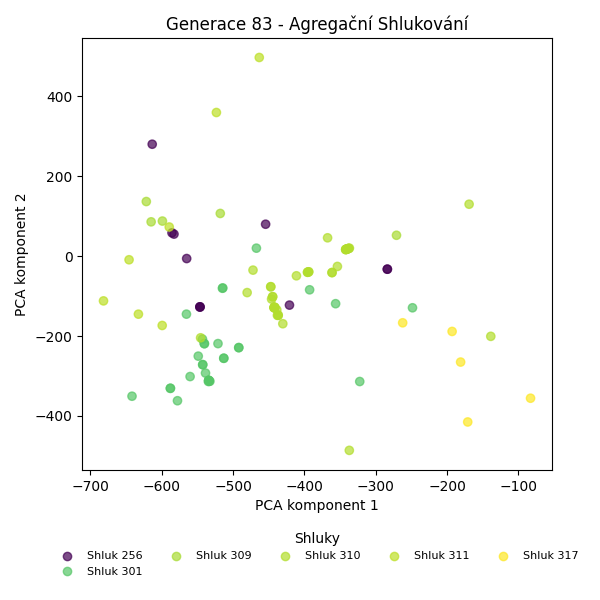 Generace 83 - Agregační Shlukování
PCA komponent 2
400
200
0
−200
−400
−700 −600 −500 −400 −300 −200 −100
PCA komponent 1
Shluky
Shluk 256 Shluk 309 Shluk 310 Shluk 311 Shluk 317
Shluk 301